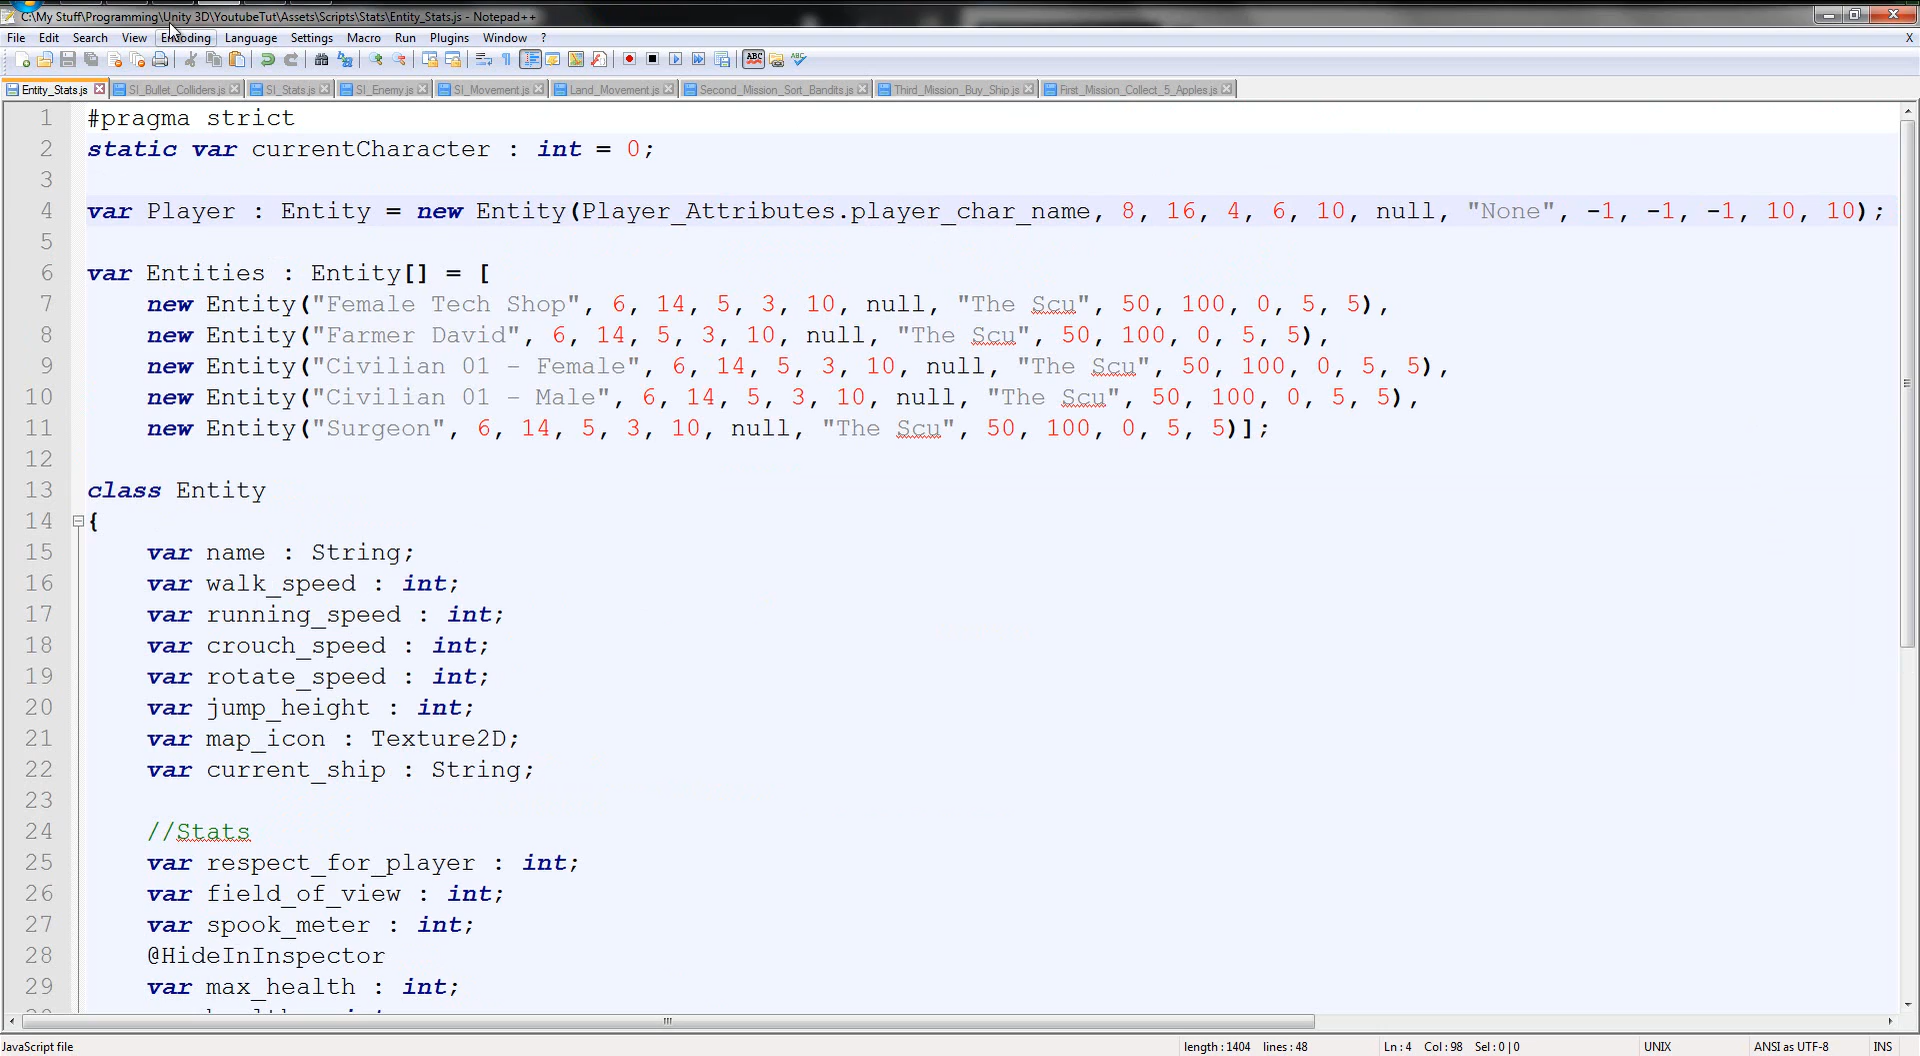 C:\My Stuff\Programming\Unity 3D\YoutubeTut\Assets\Scripts\Stats\Entity_Stats.js - Notepad++
File Edit Search View Encoding Language Settings Macro Run Plugins Window ? X
Entity_Stats.js SI_Bullet_Colliders.js SI_Stats.js SI_Enemy.js SI_Movement.js Land_Movement.js Second_Mission_Sort_Bandits.js Third_Mission_Buy_Ship.js First_Mission_Collect_5_Apples.js
1 #pragma strict
2 static var currentCharacter : int = 0;
3
4 var Player : Entity = new Entity(Player_Attributes.player_char_name, 8, 16, 4, 6, 10, null, "None", -1, -1, -1, 10, 10);
5
6 var Entities : Entity[] = [
7 new Entity("Female Tech Shop", 6, 14, 5, 3, 10, null, "The Scu", 50, 100, 0, 5, 5),
8 new Entity("Farmer David", 6, 14, 5, 3, 10, null, "The Scu", 50, 100, 0, 5, 5),
9 new Entity("Civilian 01 - Female", 6, 14, 5, 3, 10, null, "The Scu", 50, 100, 0, 5, 5),
10 new Entity("Civilian 01 - Male", 6, 14, 5, 3, 10, null, "The Scu", 50, 100, 0, 5, 5),
11 new Entity("Surgeon", 6, 14, 5, 3, 10, null, "The Scu", 50, 100, 0, 5, 5)];
12
13 class Entity
14 {
15 var name : String;
16 var walk_speed : int;
17 var running_speed : int;
18 var crouch_speed : int;
19 var rotate_speed : int;
20 var jump_height : int;
21 var map_icon : Texture2D;
22 var current_ship : String;
23
24 //Stats
25 var respect_for_player : int;
26 var field_of_view : int;
27 var spook_meter : int;
28 @HideInInspector
29 var max_health : int;
JavaScript file length : 1404 lines : 48 Ln : 4 Col : 98 Sel : 0 | 0 UNIX ANSI as UTF-8 INS